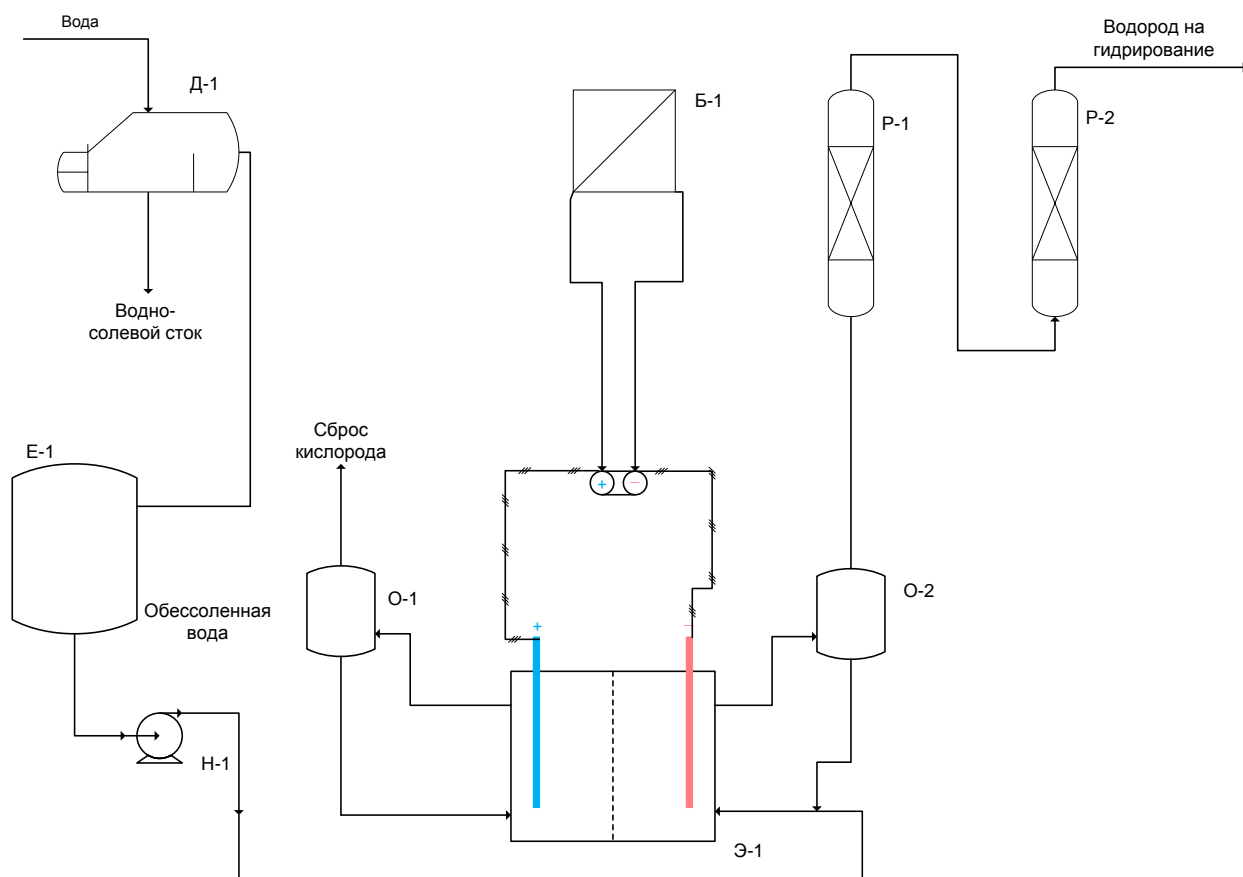 Вода
Водород на
гидрирование
Д-1
Б-1
Р-1
Р-2
Водно-
солевой сток
Сброс
кислорода
Е-1
+
−
О-1
О-2
Обессоленная
вода
+
−
Н-1
Э-1